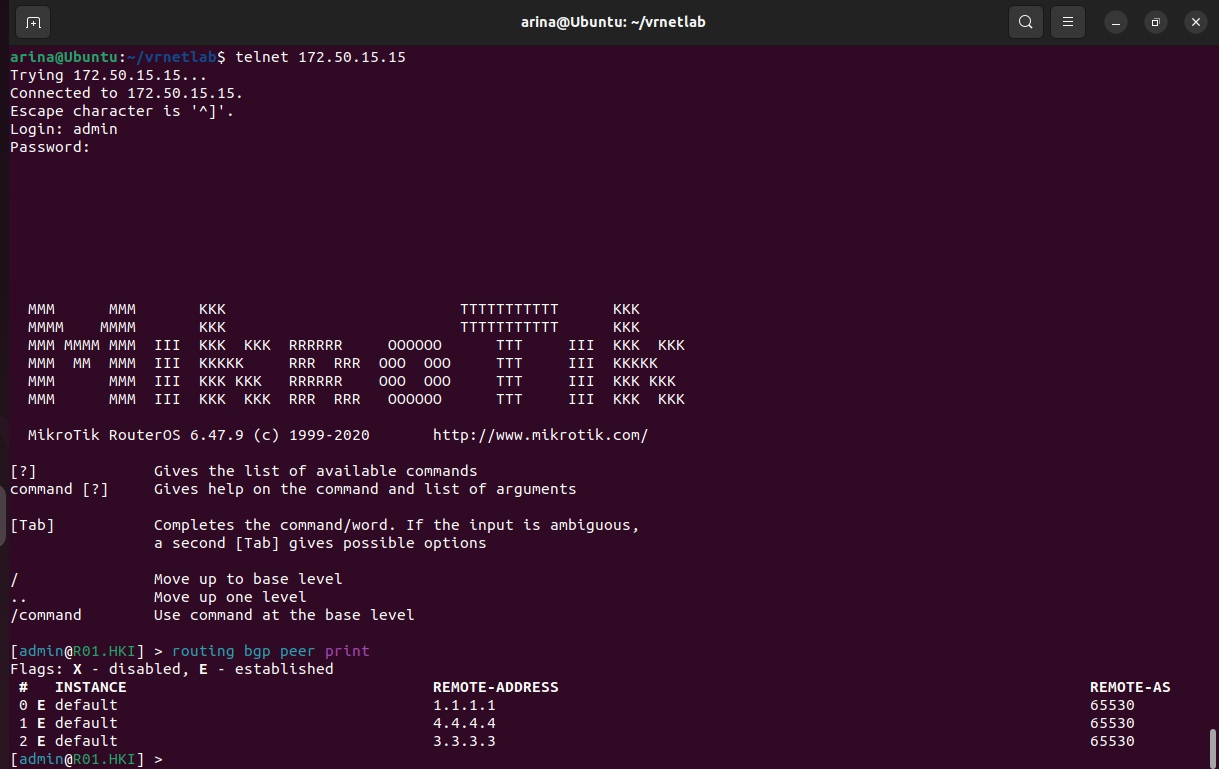 arina@Ubuntu: ~/vrnetlab
arina@Ubuntu:~/vrnetlab$ telnet 172.50.15.15
Trying 172.50.15.15...
Connected to 172.50.15.15.
Escape character is '^]'.
Login: admin
Password:
  MMM      MMM       KKK                          TTTTTTTTTTT      KKK
  MMMM    MMMM       KKK                          TTTTTTTTTTT      KKK
  MMM MMMM MMM  III  KKK  KKK  RRRRRR     OOOOOO      TTT     III  KKK  KKK
  MMM  MM  MMM  III  KKKKK     RRR  RRR  OOO  OOO     TTT     III  KKKKK
  MMM      MMM  III  KKK KKK   RRRRRR    OOO  OOO     TTT     III  KKK KKK
  MMM      MMM  III  KKK  KKK  RRR  RRR   OOOOOO      TTT     III  KKK  KKK
  MikroTik RouterOS 6.47.9 (c) 1999-2020       http://www.mikrotik.com/
[?]             Gives the list of available commands
command [?]     Gives help on the command and list of arguments
[Tab]           Completes the command/word. If the input is ambiguous,
                a second [Tab] gives possible options
/               Move up to base level
..              Move up one level
/command        Use command at the base level
[admin@R01.HKI] > routing bgp peer print
Flags: X - disabled, E - established
 #   INSTANCE                                  REMOTE-ADDRESS                                                           REMOTE-AS
 0 E default                                   1.1.1.1                                                                  65530
 1 E default                                   4.4.4.4                                                                  65530
 2 E default                                   3.3.3.3                                                                  65530
[admin@R01.HKI] >